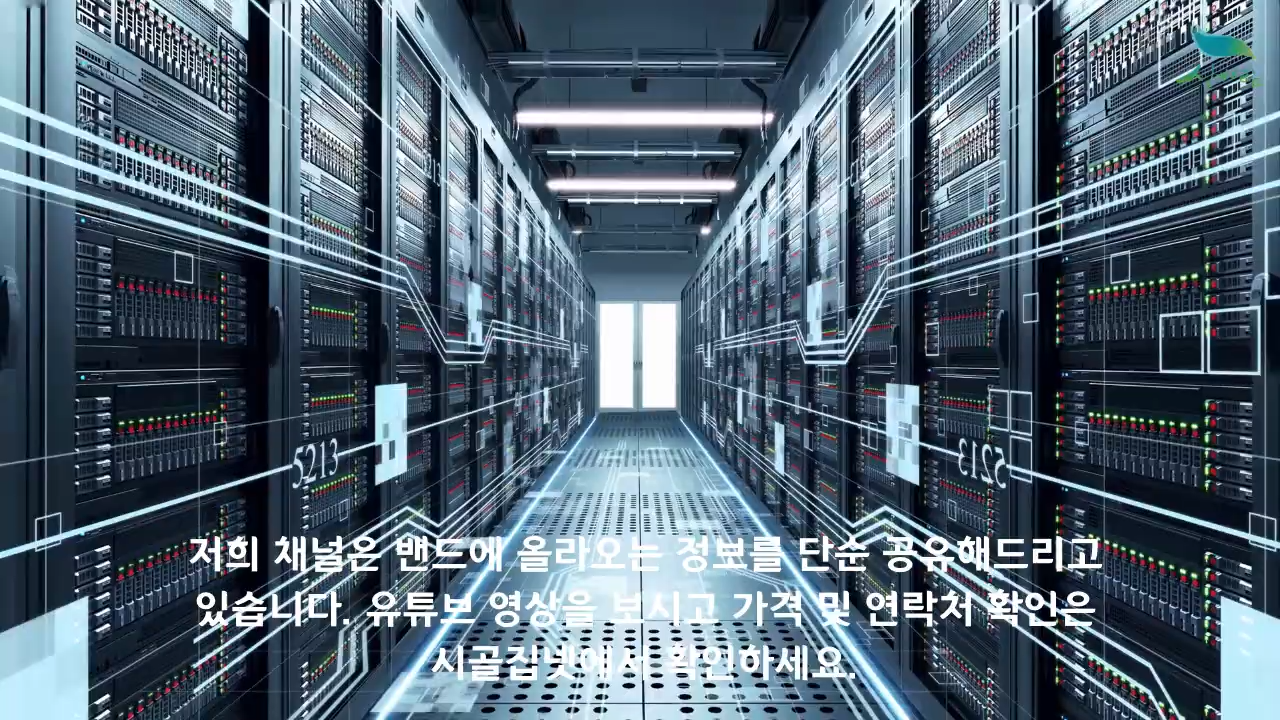 5213
5213
저희 채널은 밴드에 올라오는 정보를 단순 공유해드리고
있습니다. 유튜브 영상을 보시고 가격 및 연락처 확인은
시골집넷에서 확인하세요.